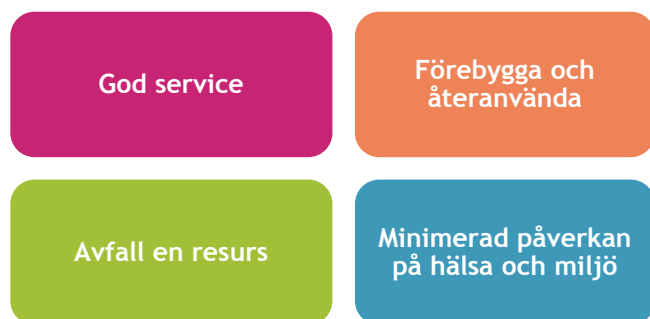 God service
Förebygga och
återanvända
Avfall en resurs
Minimerad påverkan
på hälsa och miljö